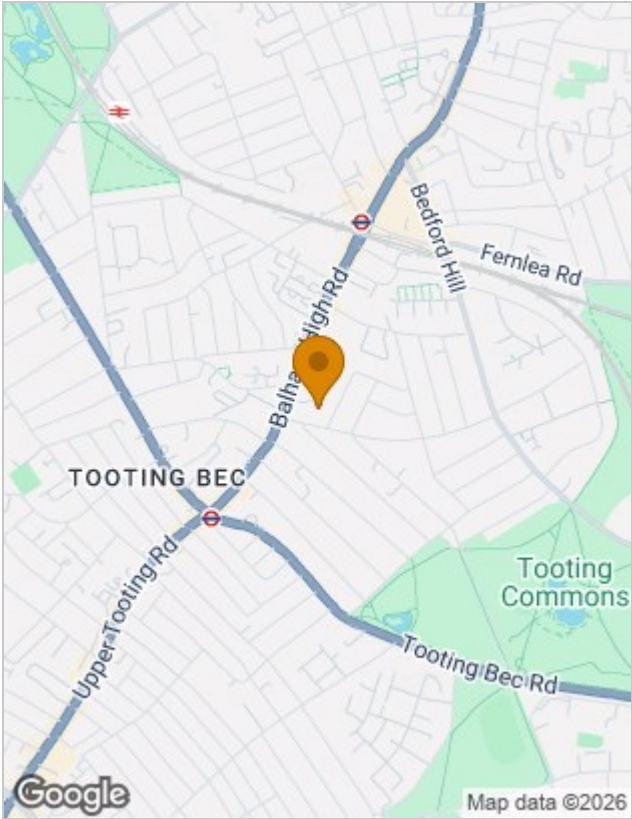 Bedford Hill
Fernlea Rd
Balham High Rd
TOOTING BEC
Tooting
Commons
Upper Tooting Rd
Tooting Bec Rd
Google
Map data ©2026